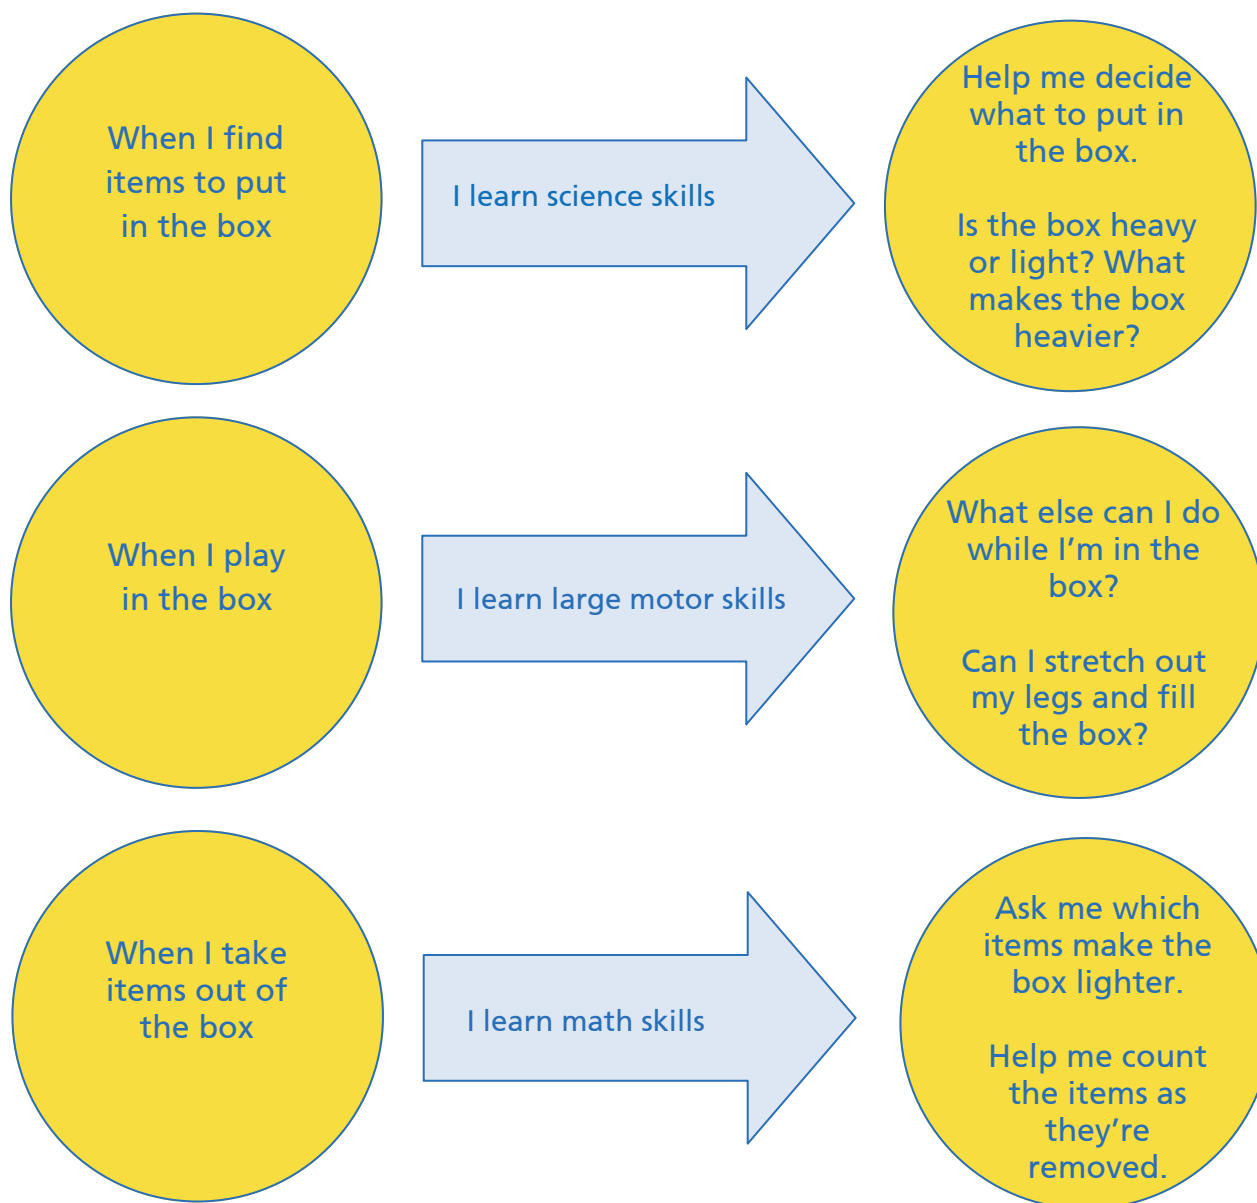 When I find
items to put
in the box
I learn science skills
Help me decide
what to put in
the box.
Is the box heavy
or light? What
makes the box
heavier?
When I play
in the box
I learn large motor skills
What else can I do
while I’m in the
box?
Can I stretch out
my legs and fill
the box?
When I take
items out of
the box
I learn math skills
Ask me which
items make the
box lighter.
Help me count
the items as
they’re
removed.